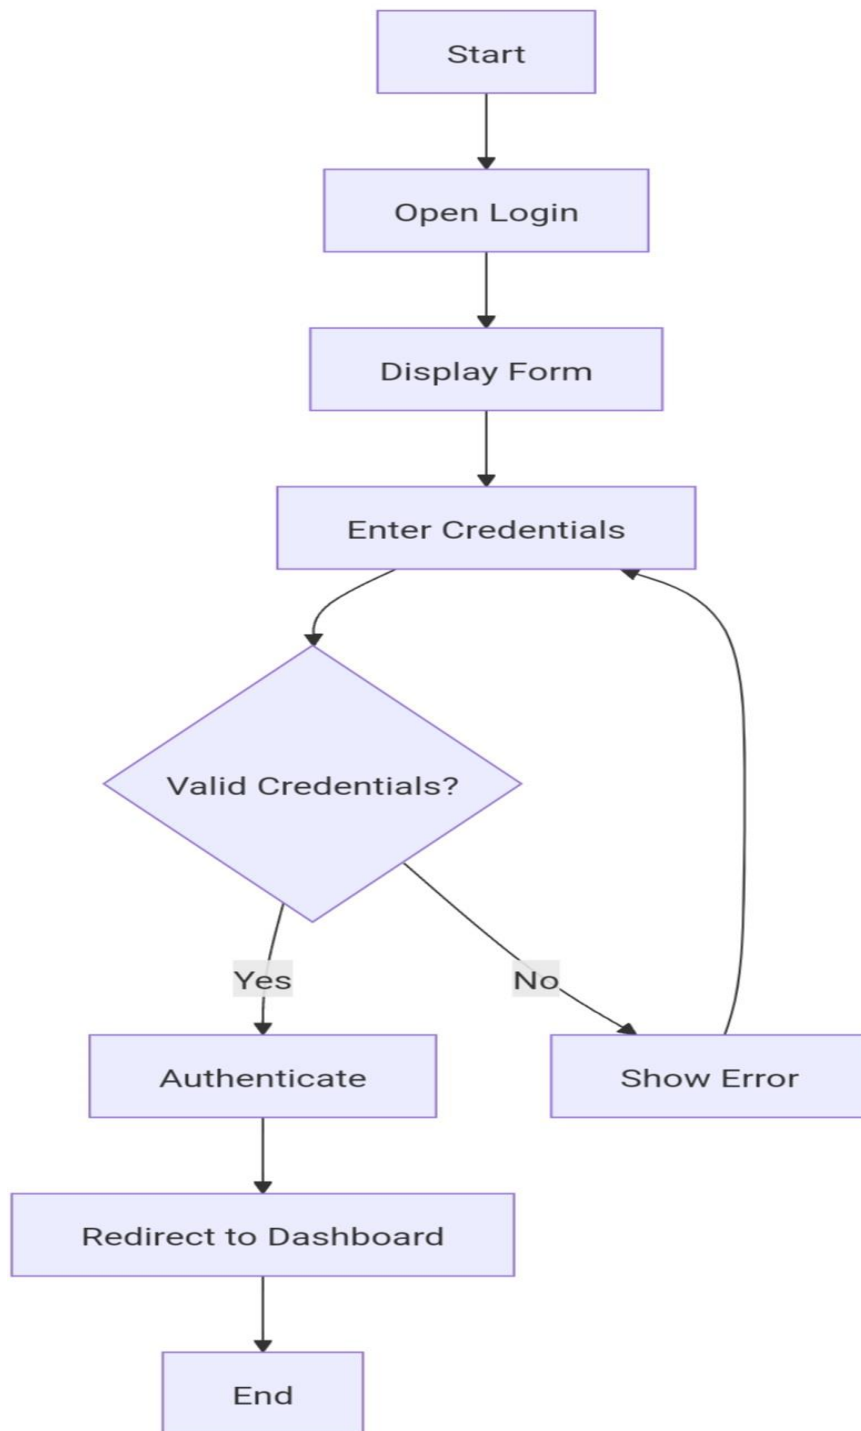 Start
Open Login
Display Form
Enter Credentials
Valid Credentials?
Yes
No
Authenticate
Show Error
Redirect to Dashboard
End